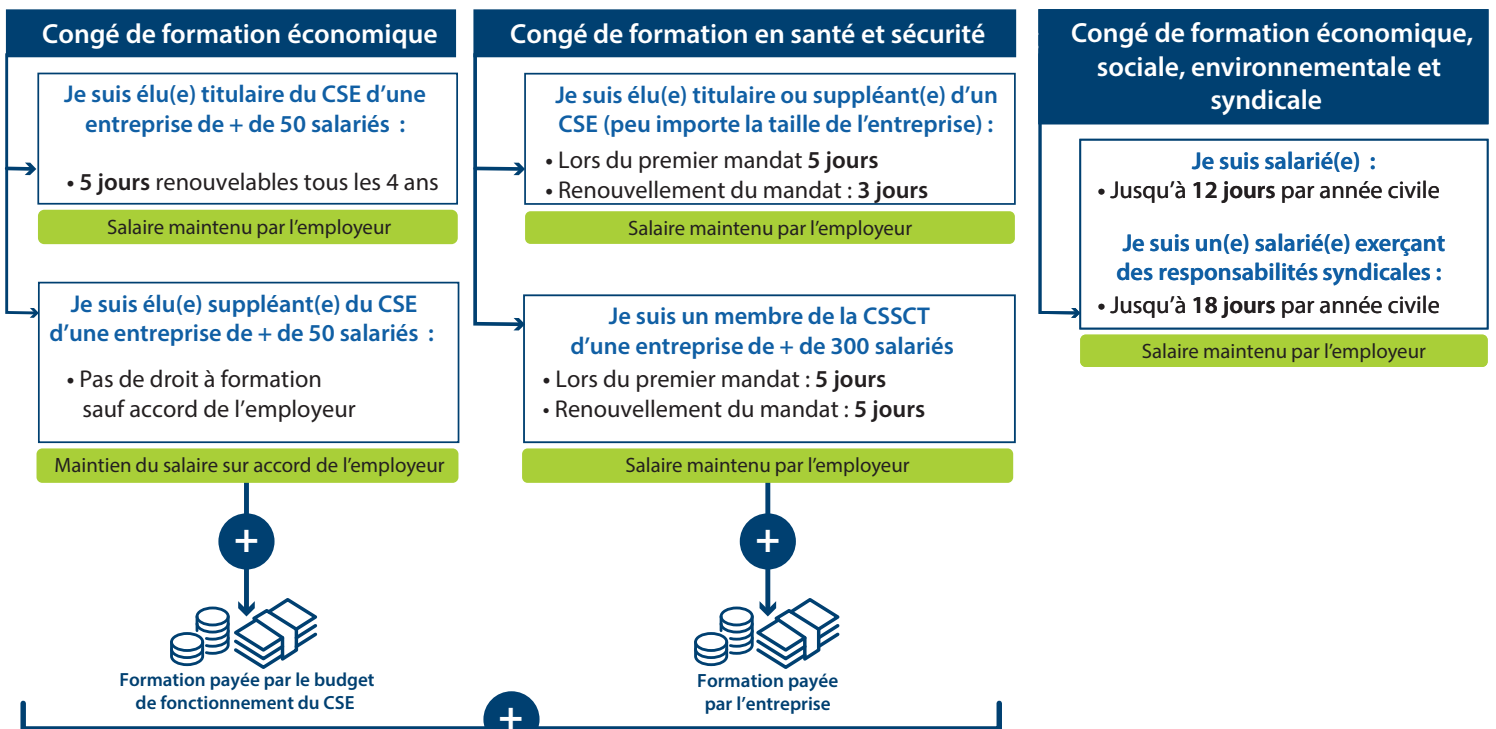 Congé de formation économique
Je suis élu(e) titulaire du CSE d’une
entreprise de + de 50 salariés :
• 5 jours renouvelables tous les 4 ans
Salaire maintenu par l’employeur
Je suis élu(e) suppléant(e) du CSE
d’une entreprise de + de 50 salariés :
• Pas de droit à formation
sauf accord de l’employeur
Maintien du salaire sur accord de l’employeur
+
Formation payée par le budget
de fonctionnement du CSE
Congé de formation en santé et sécurité
Je suis élu(e) titulaire ou suppléant(e) d’un
CSE (peu importe la taille de l’entreprise) :
• Lors du premier mandat 5 jours
• Renouvellement du mandat : 3 jours
Salaire maintenu par l’employeur
Je suis un membre de la CSSCT
d’une entreprise de + de 300 salariés
• Lors du premier mandat : 5 jours
• Renouvellement du mandat : 5 jours
Salaire maintenu par l’employeur
+
Formation payée
par l’entreprise
+
Congé de formation économique,
sociale, environnementale et
syndicale
Je suis salarié(e) :
• Jusqu’à 12 jours par année civile
Je suis un(e) salarié(e) exerçant
des responsabilités syndicales :
• Jusqu’à 18 jours par année civile
Salaire maintenu par l’employeur